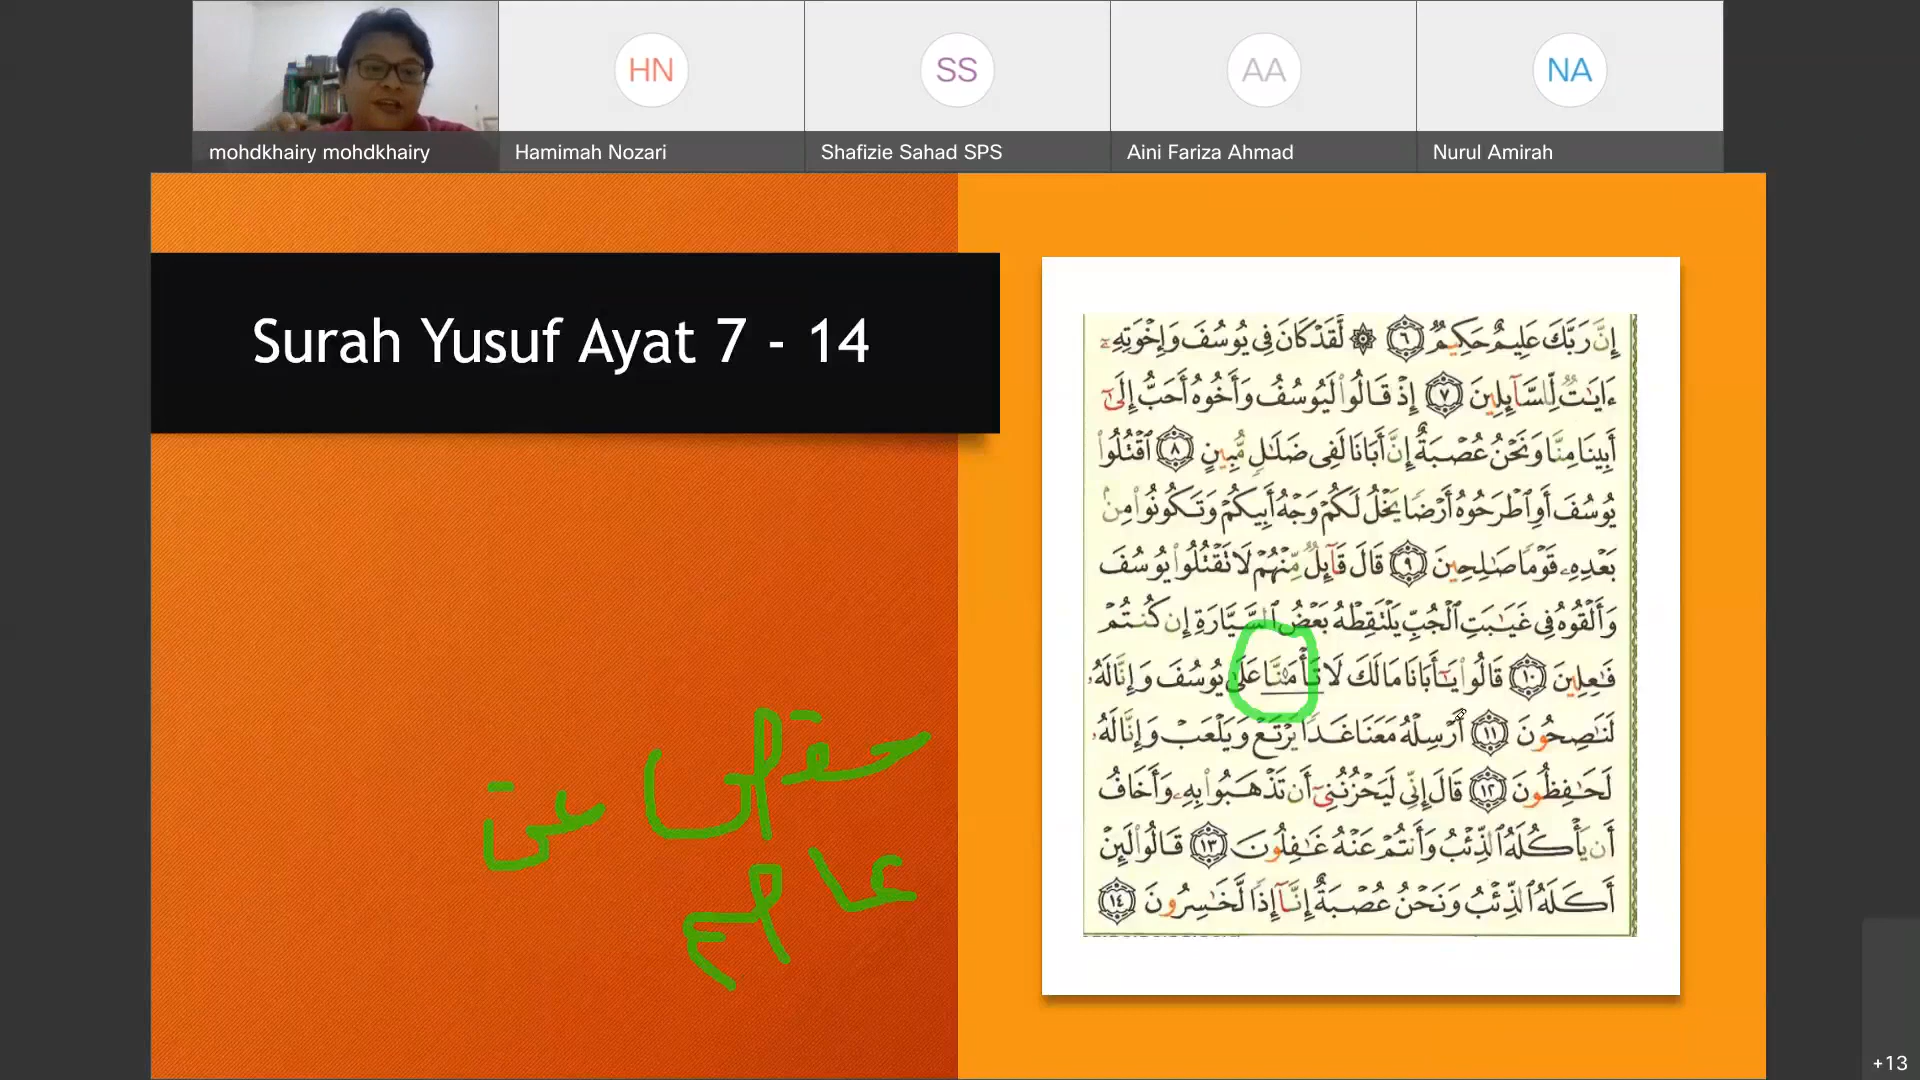 HN
SS
AA
NA
mohdkhairy mohdkhairy
Hamimah Nozari
Shafizie Sahad SPS
Aini Fariza Ahmad
Nurul Amirah
Surah Yusuf Ayat 7 - 14
إِنَّ رَبَّكَ عَلِيمٌ حَكِيمٌ ٦ ۞ لَّقَدْ كَانَ فِي يُوسُفَ وَإِخْوَتِهِۦٓ
ءَايَٰتٌ لِّلسَّآئِلِينَ ٧ إِذْ قَالُوا۟ لَيُوسُفُ وَأَخُوهُ أَحَبُّ إِلَىٰٓ
أَبِينَا مِنَّا وَنَحْنُ عُصْبَةٌ إِنَّ أَبَانَا لَفِى ضَلَٰلٍ مُّبِينٍ ٨ ٱقْتُلُوا۟
يُوسُفَ أَوِ ٱطْرَحُوهُ أَرْضًا يَخْلُ لَكُمْ وَجْهُ أَبِيكُمْ وَتَكُونُوا۟ مِنۢ
بَعْدِهِۦ قَوْمًا صَٰلِحِينَ ٩ قَالَ قَآئِلٌ مِّنْهُمْ لَا تَقْتُلُوا۟ يُوسُفَ
وَأَلْقُوهُ فِى غَيَٰبَتِ ٱلْجُبِّ يَلْتَقِطْهُ بَعْضُ ٱلسَّيَّارَةِ إِن كُنتُمْ
فَٰعِلِينَ ١٠ قَالُوا۟ يَٰٓأَبَانَا مَا لَكَ لَا تَأْمَ۫نَّا عَلَىٰ يُوسُفَ وَإِنَّا لَهُۥ
لَنَٰصِحُونَ ١١ أَرْسِلْهُ مَعَنَا غَدًا يَرْتَعْ وَيَلْعَبْ وَإِنَّا لَهُۥ
لَحَٰفِظُونَ ١٢ قَالَ إِنِّى لَيَحْزُنُنِىٓ أَن تَذْهَبُوا۟ بِهِۦ وَأَخَافُ
أَن يَأْكُلَهُ ٱلذِّئْبُ وَأَنتُمْ عَنْهُ غَٰفِلُونَ ١٣ قَالُوا۟ لَئِنْ
أَكَلَهُ ٱلذِّئْبُ وَنَحْنُ عُصْبَةٌ إِنَّآ إِذًا لَّخَٰسِرُونَ ١٤
+13